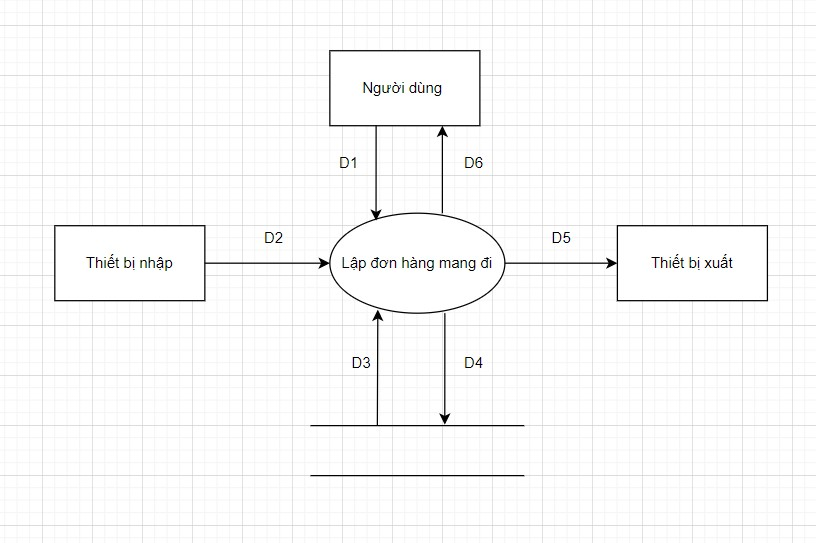 Người dùng
D1
D6
D2
D5
Thiết bị nhập
Lập đơn hàng mang đi
Thiết bị xuất
D3
D4